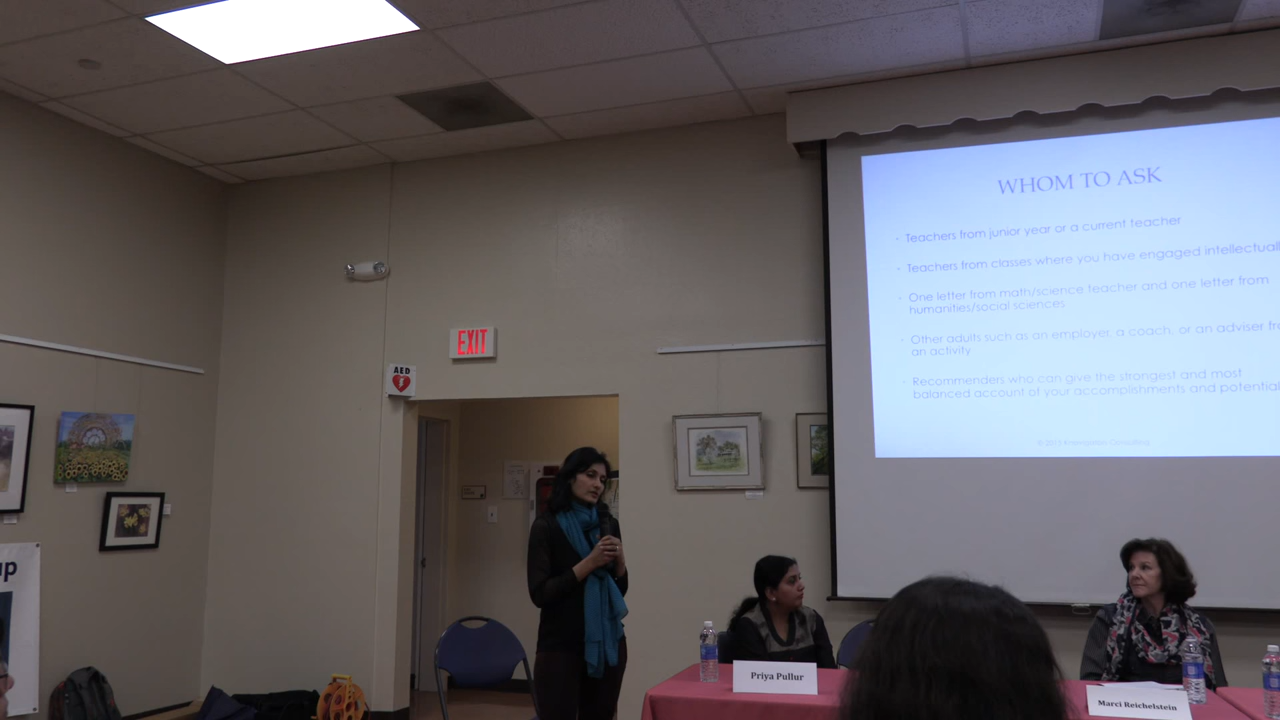 WHOM TO ASK
Teachers from junior year or a current teacher
Teachers from classes where you have engaged intellectuall
One letter from math/science teacher and one letter from
humanities/social sciences
Other adults such as an employer, a coach, or an adviser fr
an activity
Recommenders who can give the strongest and most
balanced account of your accomplishments and potential
EXIT
AED
up
Priya Pullur
Marci Reichelstein